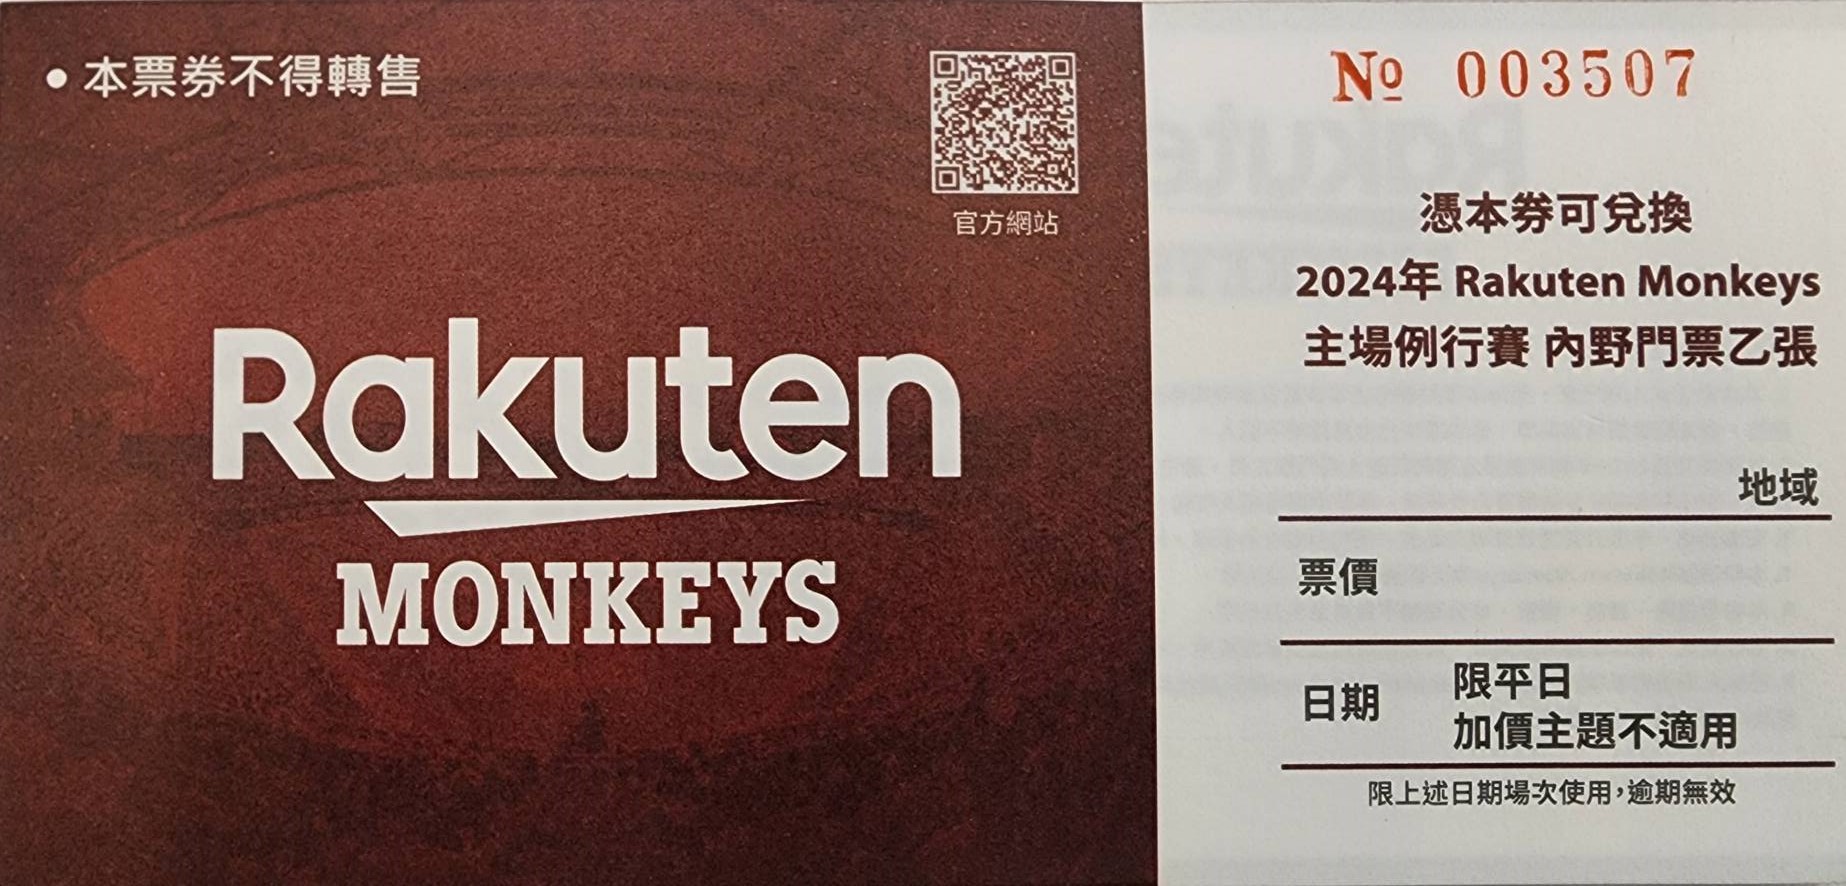 ● 本票券不得轉售
官方網站
Rakuten
MONKEYS
№ 003507
憑本券可兌換
2024年 Rakuten Monkeys
主場例行賽 內野門票乙張
地域
票價
日期 限平日
加價主題不適用
限上述日期場次使用，逾期無效